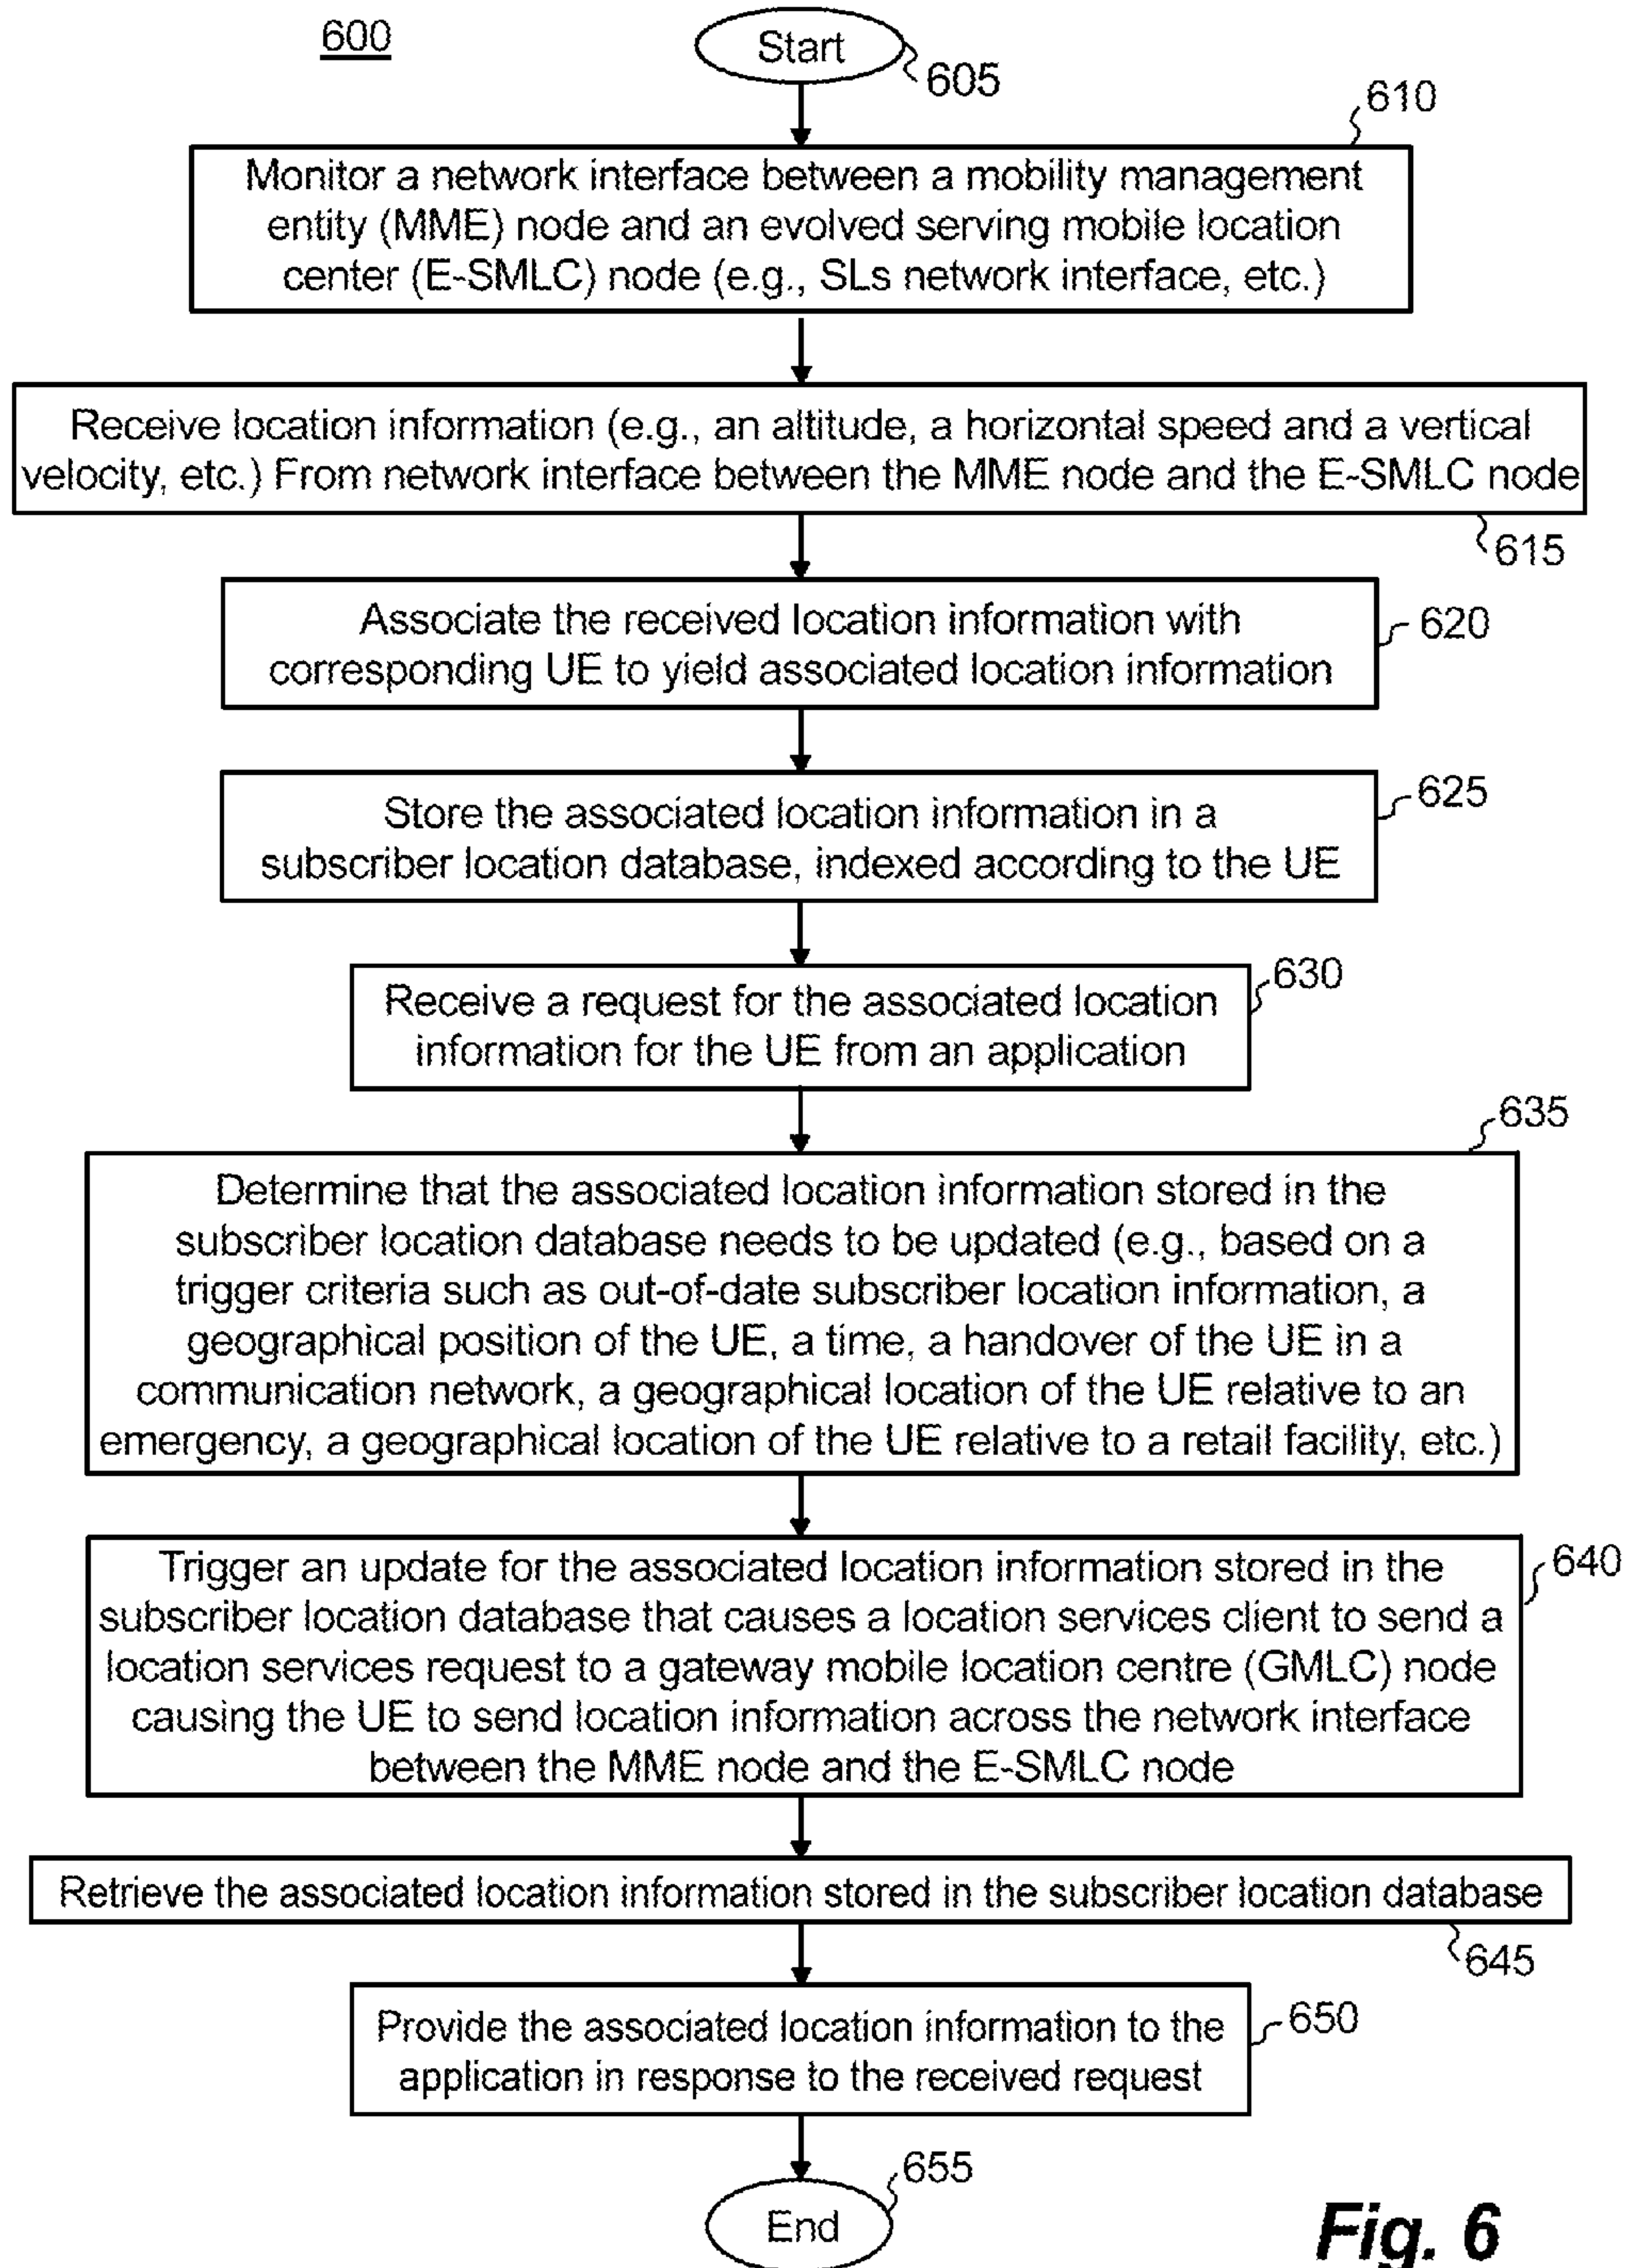 600
Start
605
610
Monitor a network interface between a mobility management
entity (MME) node and an evolved serving mobile location
center (E-SMLC) node (e.g., SLs network interface, etc.)
Receive location information (e.g., an altitude, a horizontal speed and a vertical
velocity, etc.) From network interface between the MME node and the E-SMLC node
615
Associate the received location information with
corresponding UE to yield associated location information
620
Store the associated location information in a
subscriber location database, indexed according to the UE
625
Receive a request for the associated location
information for the UE from an application
630
635
Determine that the associated location information stored in the
subscriber location database needs to be updated (e.g., based on a
trigger criteria such as out-of-date subscriber location information, a
geographical position of the UE, a time, a handover of the UE in a
communication network, a geographical location of the UE relative to an
emergency, a geographical location of the UE relative to a retail facility, etc.)
Trigger an update for the associated location information stored in the
subscriber location database that causes a location services client to send a
location services request to a gateway mobile location centre (GMLC) node
causing the UE to send location information across the network interface
between the MME node and the E-SMLC node
640
Retrieve the associated location information stored in the subscriber location database
645
Provide the associated location information to the
application in response to the received request
650
655
End
Fig. 6